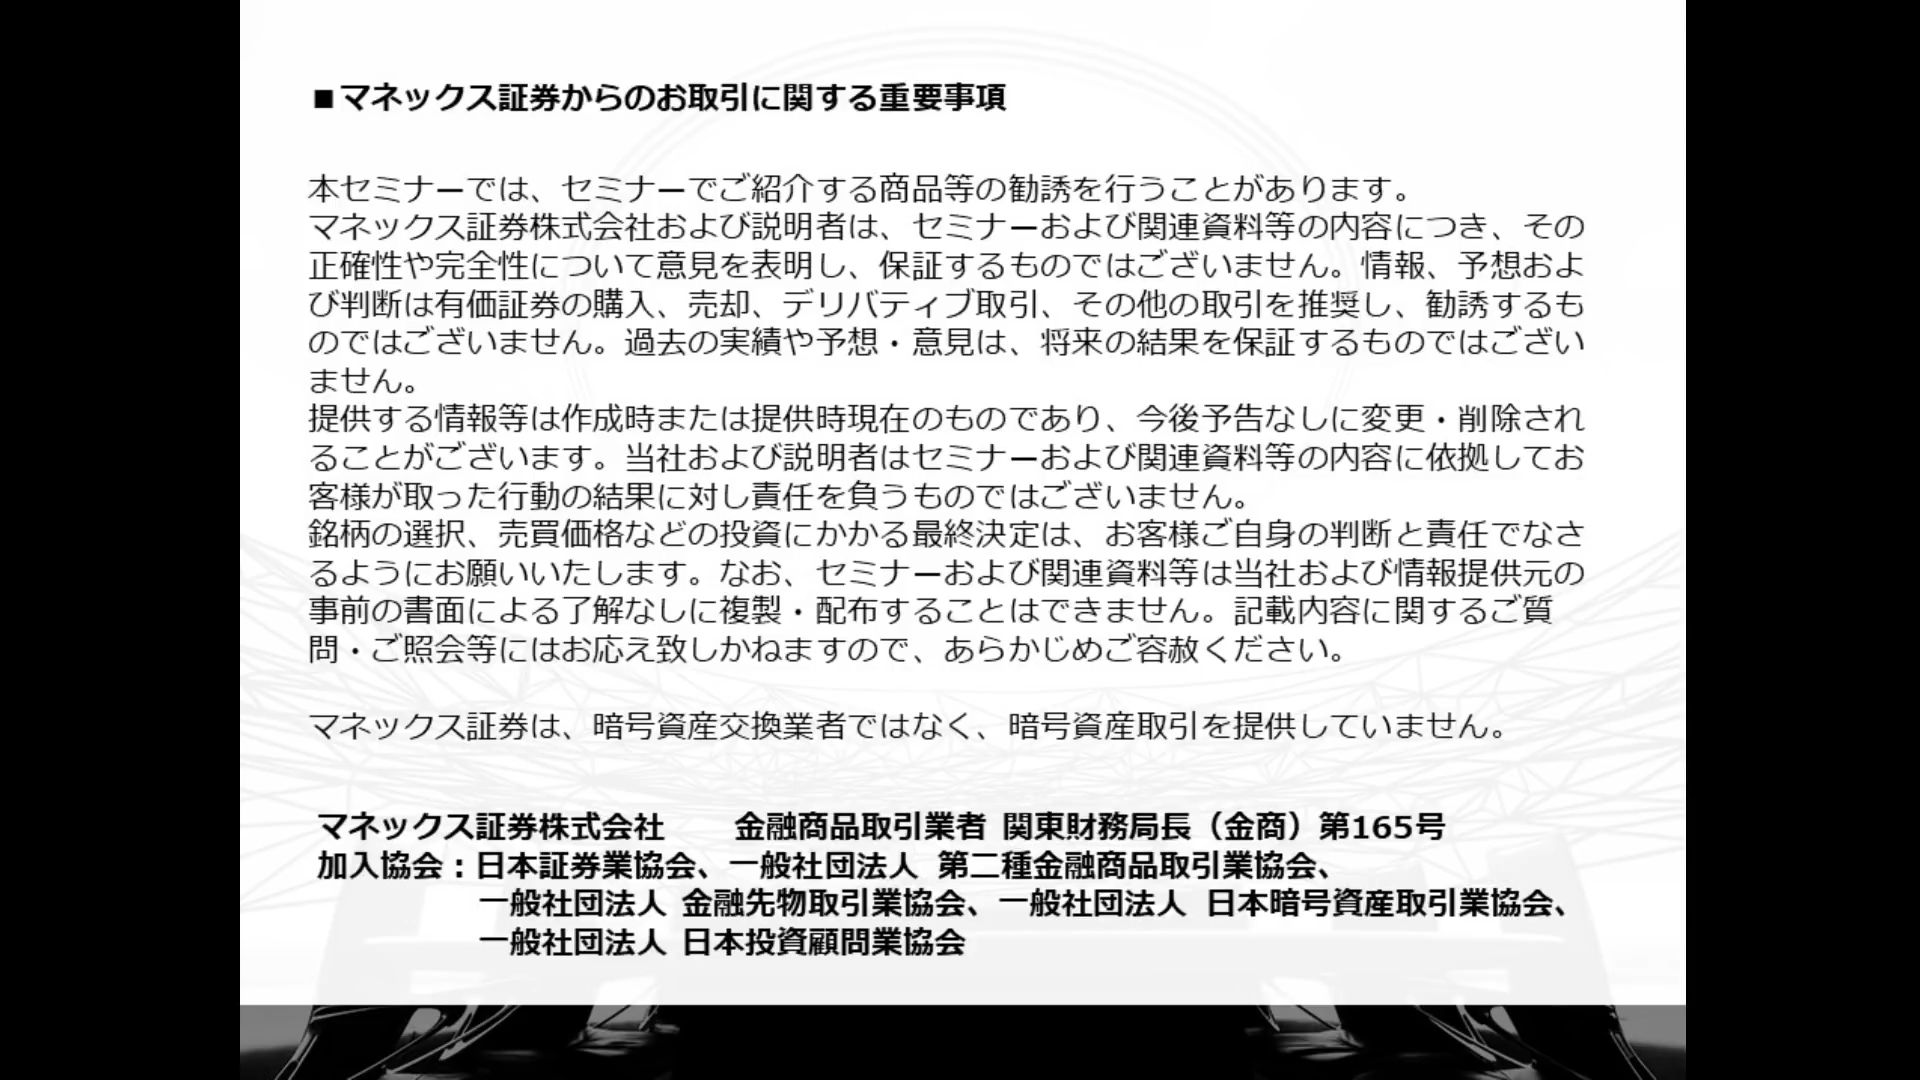 ■マネックス証券からのお取引に関する重要事項
本セミナーでは、セミナーでご紹介する商品等の勧誘を行うことがあります。
マネックス証券株式会社および説明者は、セミナーおよび関連資料等の内容につき、その
正確性や完全性について意見を表明し、保証するものではございません。情報、予想およ
び判断は有価証券の購入、売却、デリバティブ取引、その他の取引を推奨し、勧誘するも
のではございません。過去の実績や予想・意見は、将来の結果を保証するものではござい
ません。
提供する情報等は作成時または提供時現在のものであり、今後予告なしに変更・削除され
ることがございます。当社および説明者はセミナーおよび関連資料等の内容に依拠してお
客様が取った行動の結果に対し責任を負うものではございません。
銘柄の選択、売買価格などの投資にかかる最終決定は、お客様ご自身の判断と責任でなさ
るようにお願いいたします。なお、セミナーおよび関連資料等は当社および情報提供元の
事前の書面による了解なしに複製・配布することはできません。記載内容に関するご質
問・ご照会等にはお応え致しかねますので、あらかじめご容赦ください。
マネックス証券は、暗号資産交換業者ではなく、暗号資産取引を提供していません。
マネックス証券株式会社　　金融商品取引業者 関東財務局長（金商）第165号
加入協会：日本証券業協会、一般社団法人 第二種金融商品取引業協会、
一般社団法人 金融先物取引業協会、一般社団法人 日本暗号資産取引業協会、
一般社団法人 日本投資顧問業協会